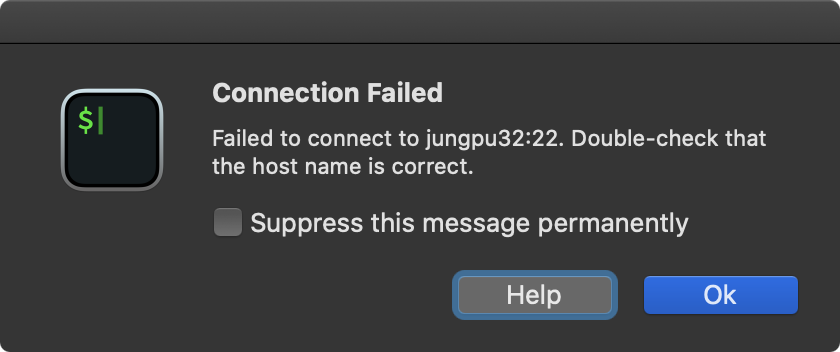 $
Connection Failed
Failed to connect to jungpu32:22. Double-check that
the host name is correct.
Suppress this message permanently
Help
Ok